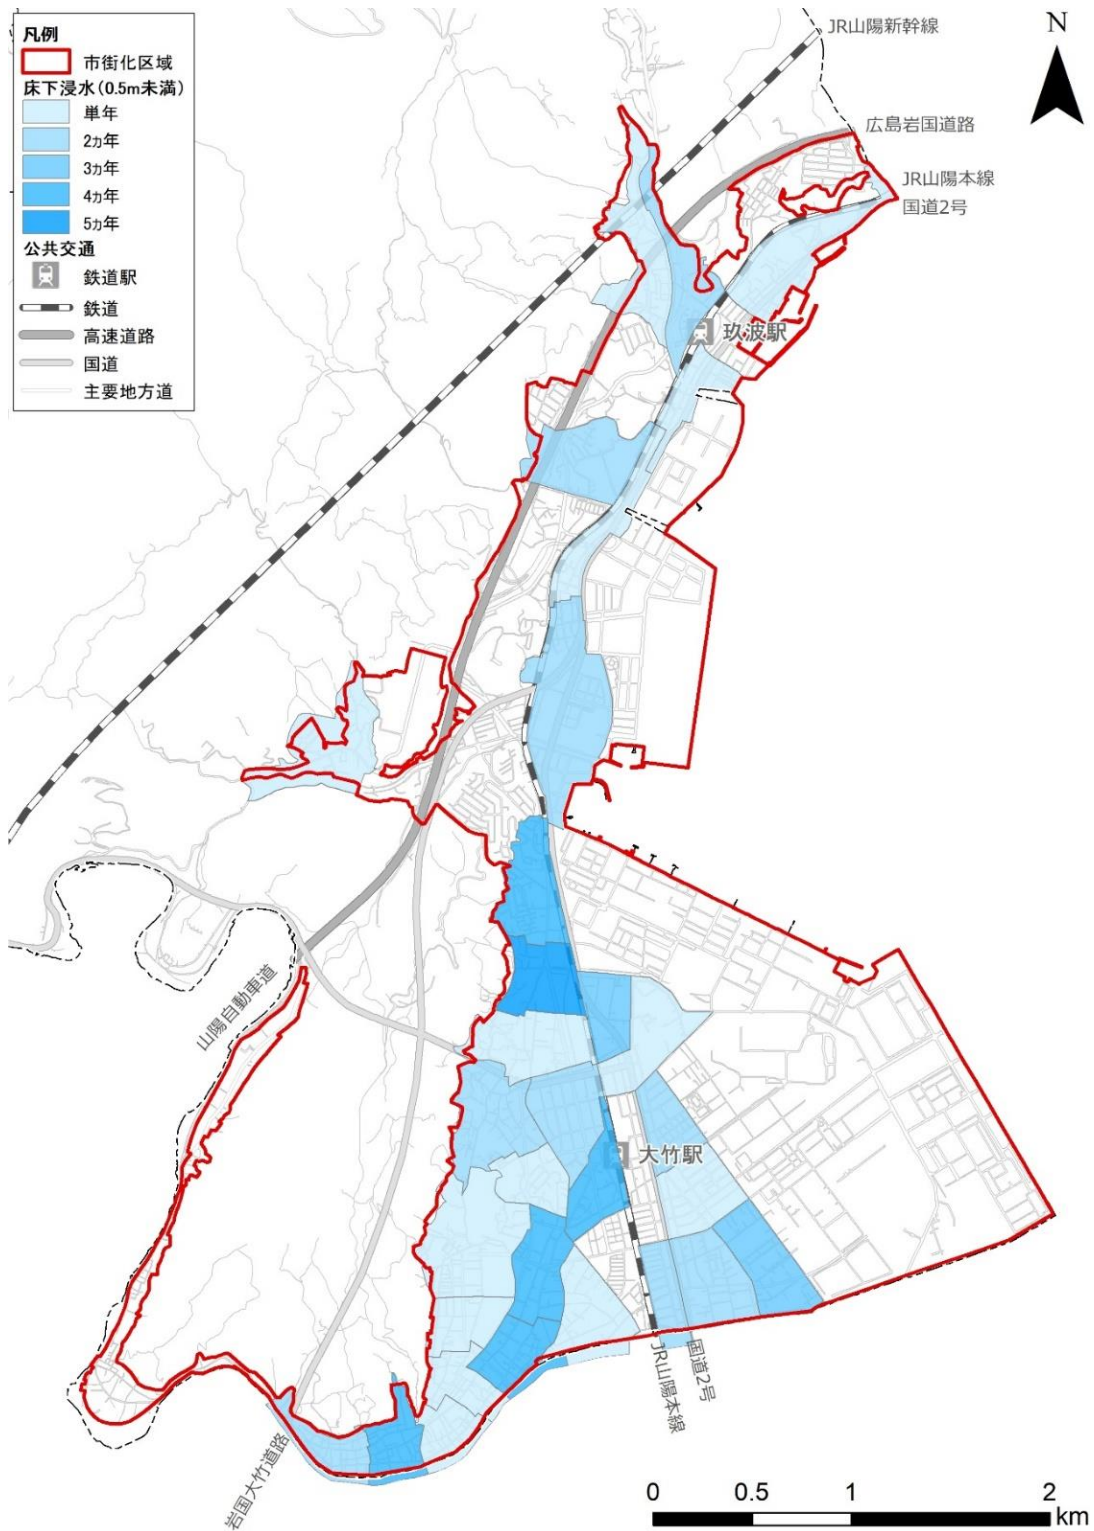 凡例
市街化区域
床下浸水(0.5m未満)
単年
2カ年
3カ年
4カ年
5カ年
公共交通
鉄道駅
鉄道
高速道路
国道
主要地方道
N
JR山陽新幹線
広島岩国道路
JR山陽本線
国道2号
玖波駅
山陽自動車道
大竹駅
国道2号
JR山陽本線
岩国大竹道路
0 0.5 1 2
km